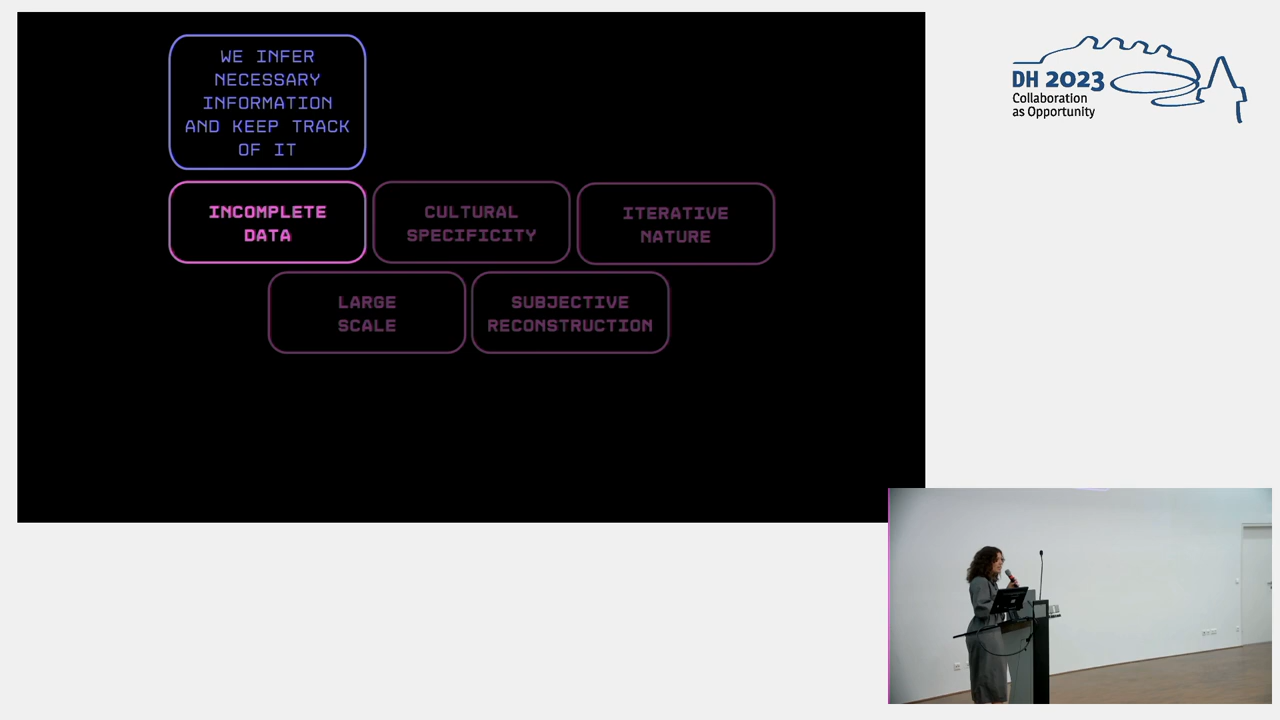 WE INFER
NECESSARY
INFORMATION
AND KEEP TRACK
OF IT
INCOMPLETE
DATA
CULTURAL
SPECIFICITY
ITERATIVE
NATURE
LARGE
SCALE
SUBJECTIVE
RECONSTRUCTION
DH 2023
Collaboration
as Opportunity